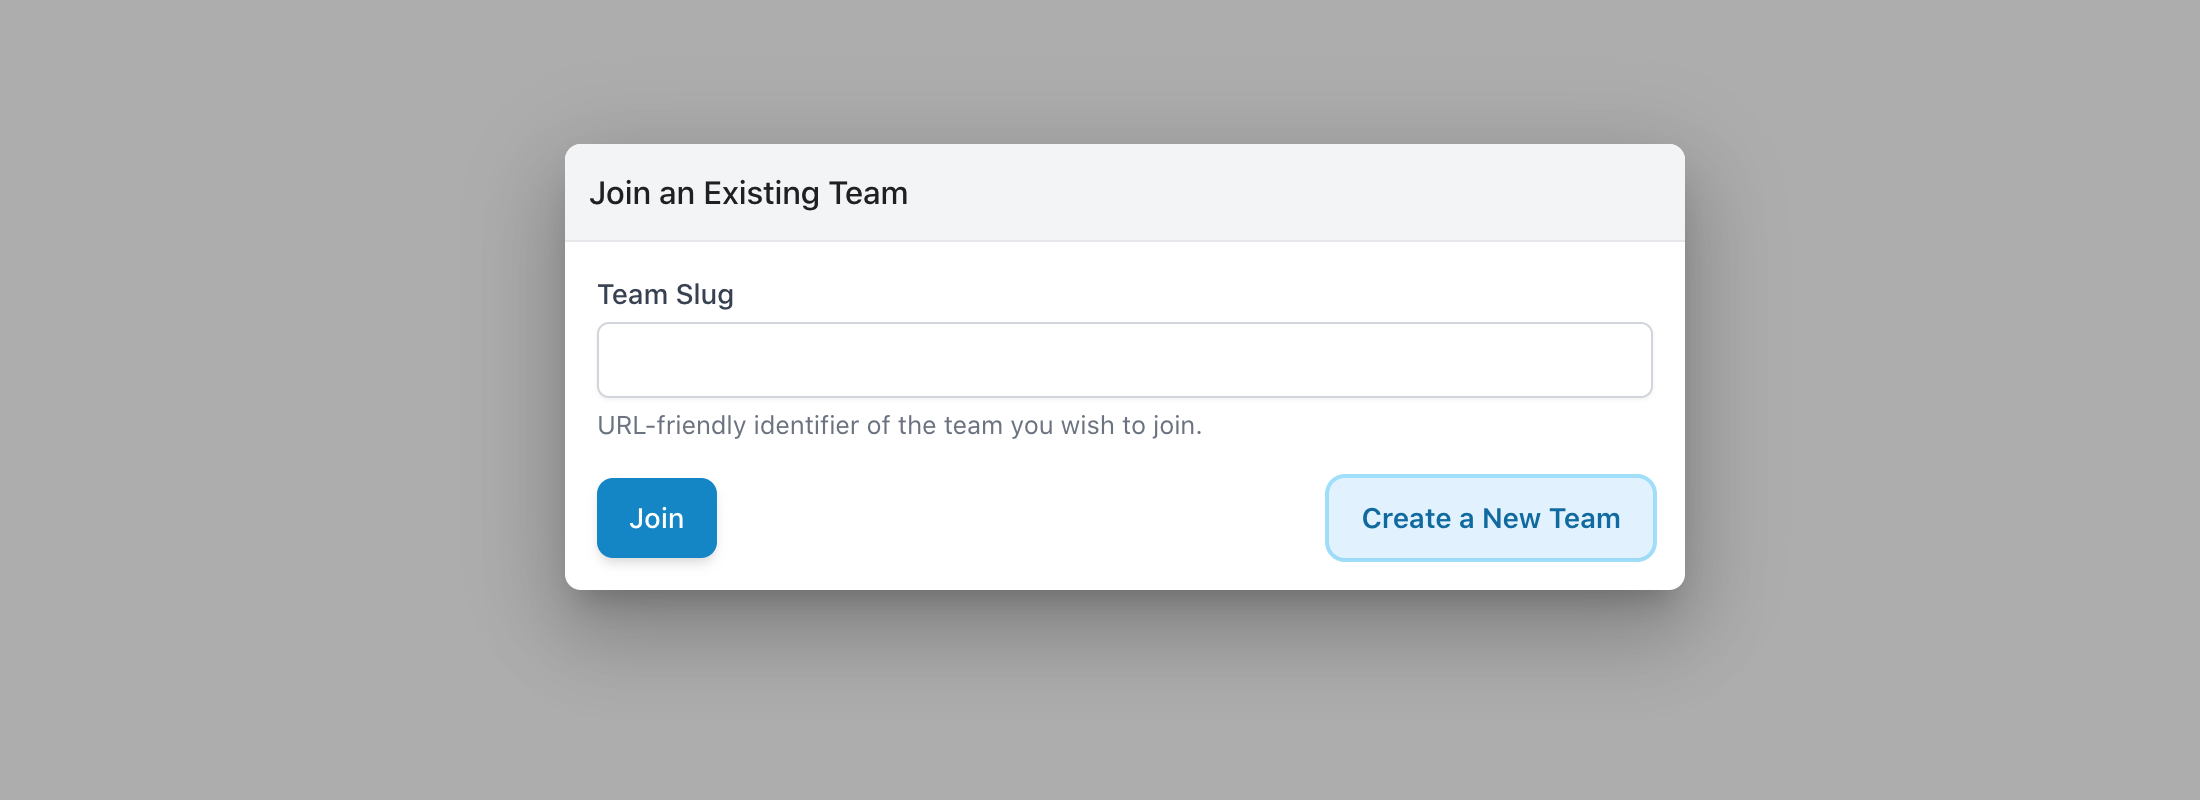 Join an Existing Team
Team Slug
URL-friendly identifier of the team you wish to join.
Join
Create a New Team